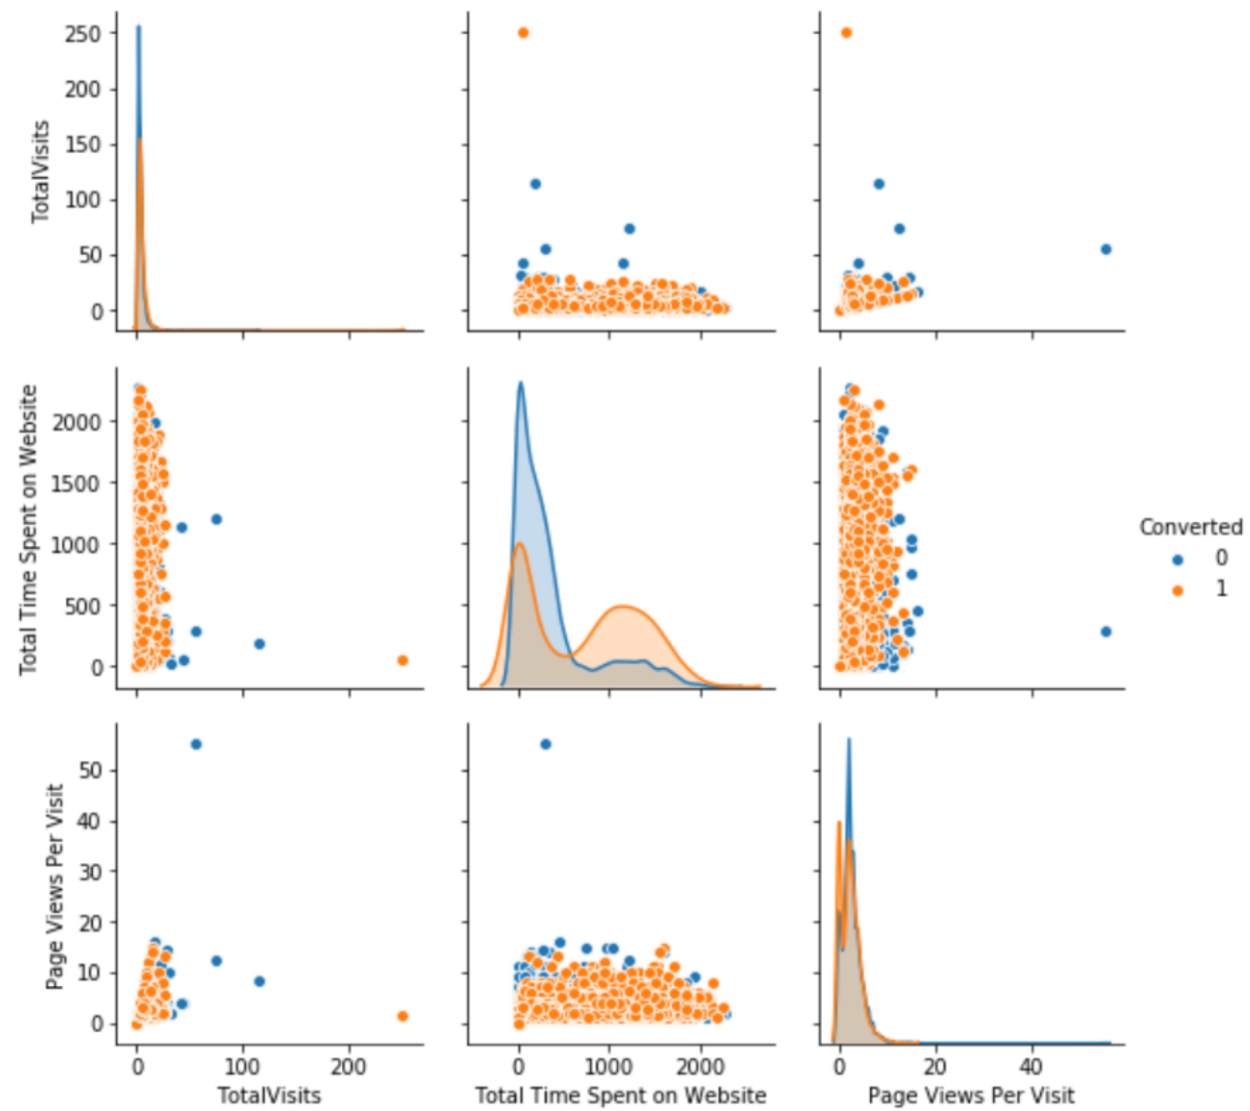 250
200
150
100
50
0
TotalVisits
2000
1500
1000
500
0
Total Time Spent on Website
Converted
0
1
50
40
30
20
10
0
Page Views Per Visit
0 100 200
0 1000 2000
0 20 40
TotalVisits
Total Time Spent on Website
Page Views Per Visit